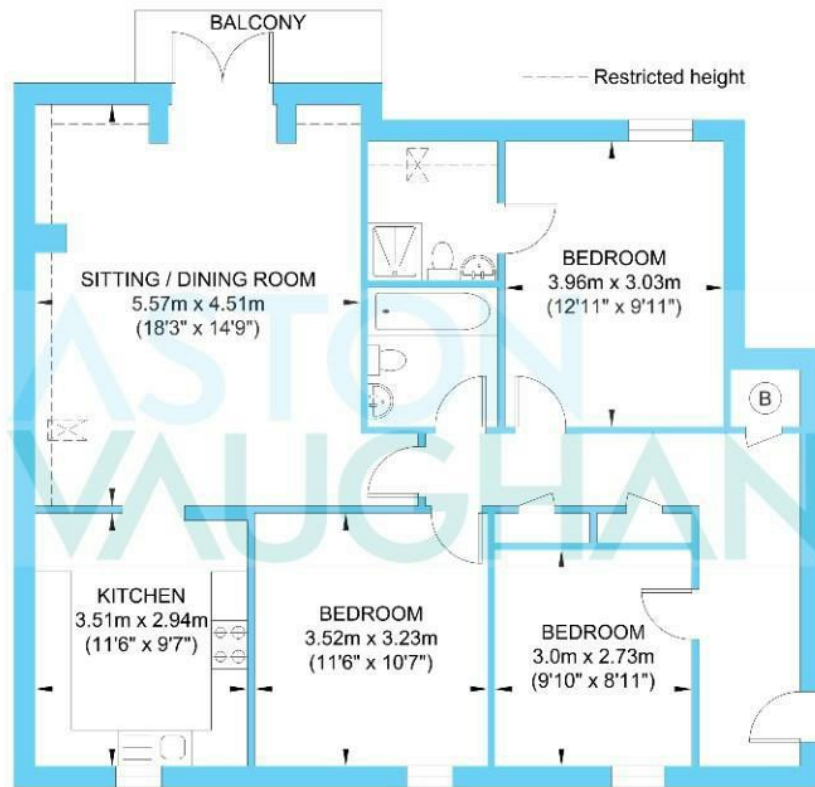 BALCONY
Restricted height
SITTING / DINING ROOM
5.57m x 4.51m
(18'3" x 14'9")
BEDROOM
3.96m x 3.03m
(12'11" x 9'11")
B
ASTON
VAUGHAN
KITCHEN
3.51m x 2.94m
(11'6" x 9'7")
BEDROOM
3.52m x 3.23m
(11'6" x 10'7")
BEDROOM
3.0m x 2.73m
(9'10" x 8'11")